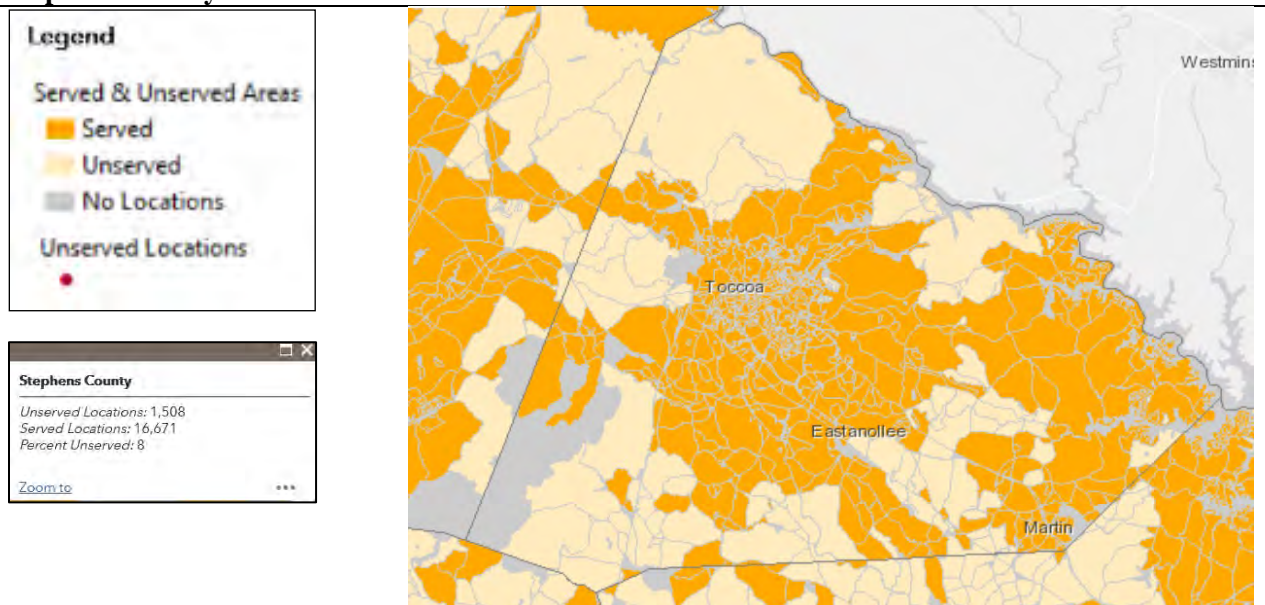 Legend
Served & Unserved Areas
Served
Unserved
No Locations
Unserved Locations
Stephens County
Unserved Locations: 1,508
Served Locations: 16,671
Percent Unserved: 8
Zoom to
Westmins
Toccoa
Eastanollee
Martin